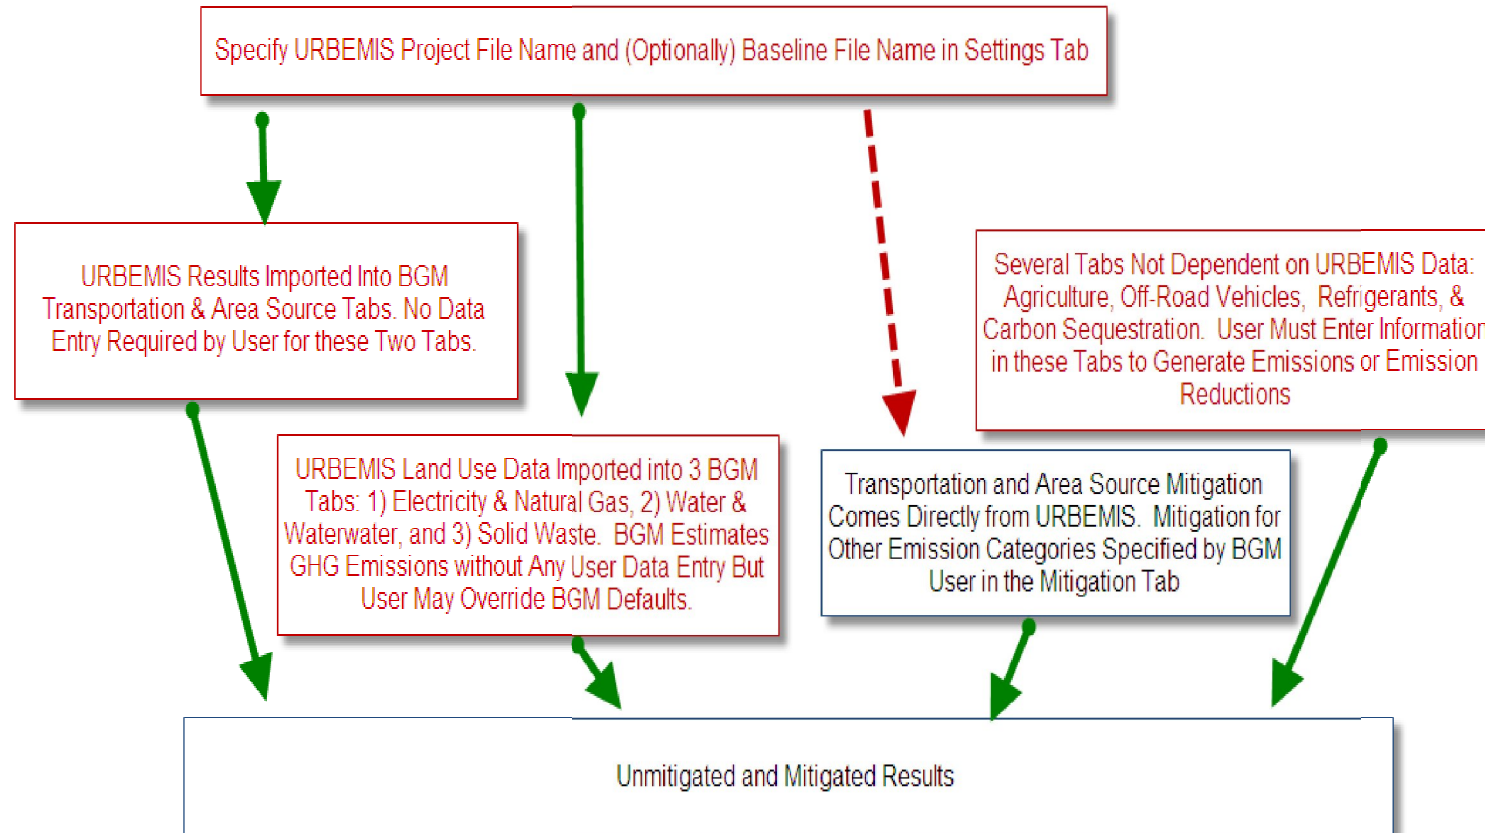 Specify URBEMIS Project File Name and (Optionally) Baseline File Name in Settings Tab
URBEMIS Results Imported Into BGM
Transportation & Area Source Tabs. No Data
Entry Required by User for these Two Tabs.
Several Tabs Not Dependent on URBEMIS Data:
Agriculture, Off-Road Vehicles, Refrigerants, &
Carbon Sequestration. User Must Enter Information
in these Tabs to Generate Emissions or Emission
Reductions
URBEMIS Land Use Data Imported into 3 BGM
Tabs: 1) Electricity & Natural Gas, 2) Water &
Waterwater, and 3) Solid Waste. BGM Estimates
GHG Emissions without Any User Data Entry But
User May Override BGM Defaults.
Transportation and Area Source Mitigation
Comes Directly from URBEMIS. Mitigation for
Other Emission Categories Specified by BGM
User in the Mitigation Tab
Unmitigated and Mitigated Results